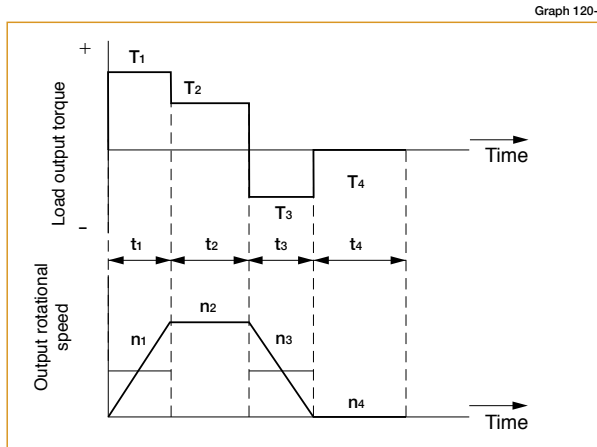 Graph 120-
+
T1
T2
Load output torque
Time
T4
T3
-
t1 t2 t3 t4
n2
n1 n3
Output rotational
speed
n4
Time